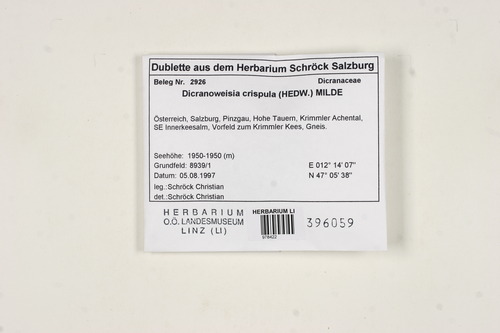 Dublette aus dem Herbarium Schröck Salzburg
Beleg Nr. 2926 Dicranaceae
Dicranoweisia crispula (HEDW.) MILDE
Österreich, Salzburg, Pinzgau, Hohe Tauern, Krimmler Achental,
SE Innerkeesalm, Vorfeld zum Krimmler Kees, Gneis.
Seehöhe: 1950-1950 (m)
Grundfeld: 8939/1 E 012° 14' 07"
Datum: 05.08.1997 N 47° 05' 38"
leg.:Schröck Christian
det.:Schröck Christian
HERBARIUM
O.Ö. LANDESMUSEUM
LINZ (LI)
HERBARIUM LI
978422
396059